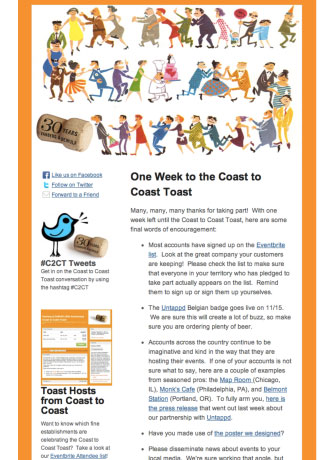 30 YEARS
Like us on Facebook
Follow on Twitter
Forward to a Friend
30
#C2CT Tweets
Get in on the Coast to Coast
Toast conversation by using
the hashtag #C2CT
Toast Hosts
from Coast to
Coast
Want to know which fine
establishments are
celebrating the Coast to
Coast Toast? Take a look at
our Eventbrite Attendee list!
One Week to the Coast to
Coast Toast
Many, many, many thanks for taking part! With one
week left until the Coast to Coast Toast, here are some
final words of encouragement:
Most accounts have signed up on the Eventbrite
list. Look at the great company your customers
are keeping! Please check the list to make sure
that everyone in your territory who has pledged to
take part actually appears on the list. Remind
them to sign up or sign them up yourselves.
The Untappd Belgian badge goes live on 11/15.
We are sure this will create a lot of buzz, so make
sure you are ordering plenty of beer.
Accounts across the country continue to be
imaginative and kind in the way that they are
hosting their events. If one of your accounts is
not sure what to say, here are a couple of examples
from seasoned pros: the Map Room (Chicago,
IL), Monk's Cafe (Philadelphia, PA), and Belmont
Station (Portland, OR). To fully arm you, here is
the press release that went out last week about
our partnership with Untappd.
Have you made use of the poster we designed?
Please disseminate news about events to your
local media. We're sure working that angle, but